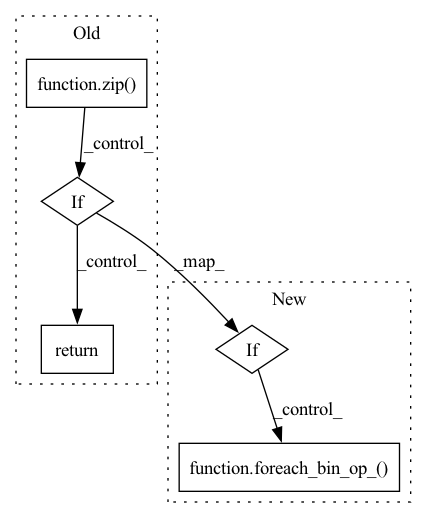 Old
function.zip()
_control_
If
_control_
_map_
New
return
If
_control_
function.foreach_bin_op_()